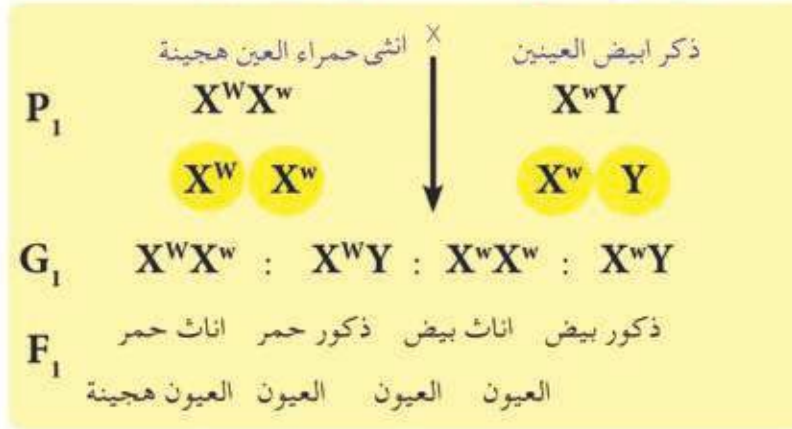 ذكر ابيض العينين × انثى حمراء العين هجينة
P₁ XᵂXʷ XʷY
Xᵂ Xʷ Xʷ Y
G₁ XᵂXʷ : XᵂY : XʷXʷ : XʷY
F₁ ذكور بيض اناث بيض ذكور حمر اناث حمر
العيون العيون العيون العيون هجينة